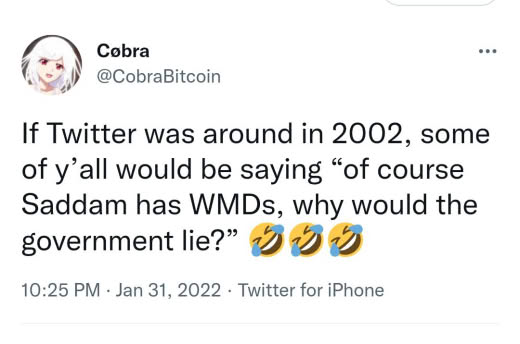 Cøbra
@CobraBitcoin
If Twitter was around in 2002, some
of y’all would be saying “of course
Saddam has WMDs, why would the
government lie?” 🤣🤣🤣
10:25 PM · Jan 31, 2022 · Twitter for iPhone